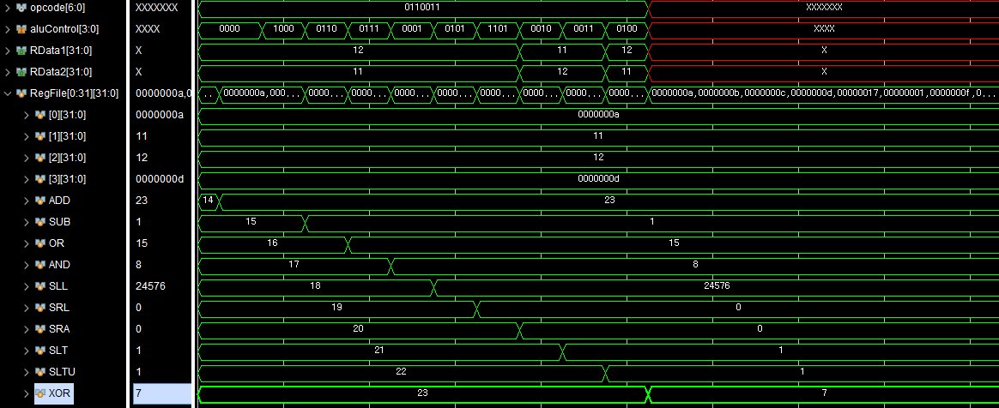 opcode[6:0] XXXXXXX 0110011 XXXXXXX
aluControl[3:0] XXXX 0000 1000 0110 0111 0001 0101 1101 0010 0011 0100 XXXX
RData1[31:0] X 12 11 12 X
RData2[31:0] X 11 12 11 X
RegFile[0:31][31:0] 0000000a,0 ... 0000000a,000... 0000... 0000... 0000... 0000... 0000... 0000... 0000... 0000... 0000000a,0000000b,0000000c,0000000d,00000017,00000001,0000000f,0...
[0][31:0] 0000000a 0000000a
[1][31:0] 11 11
[2][31:0] 12 12
[3][31:0] 0000000d 0000000d
ADD 23 14 23
SUB 1 15 1
OR 15 16 15
AND 8 17 8
SLL 24576 18 24576
SRL 0 19 0
SRA 0 20 0
SLT 1 21 1
SLTU 1 22 1
XOR 7 23 7